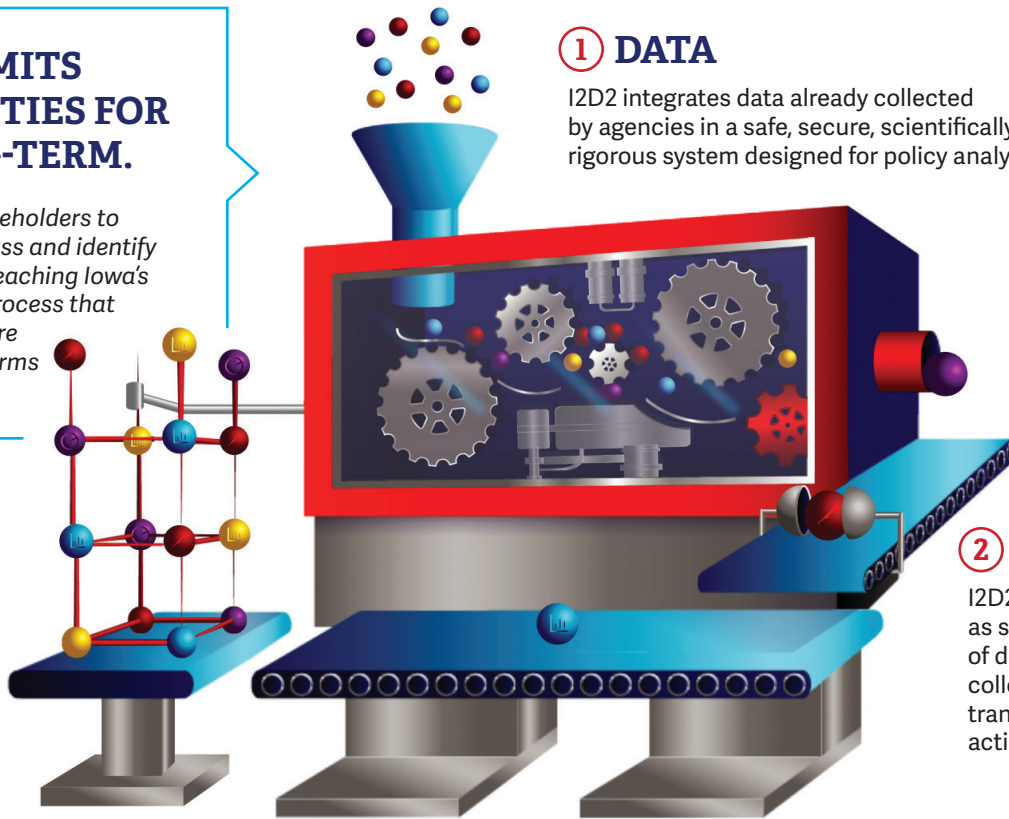 MITS
TIES FOR
-TERM.
eholders to
ess and identify
eaching Iowa's
rocess that
re
rms
1 DATA
I2D2 integrates data already collected
by agencies in a safe, secure, scientifically
rigorous system designed for policy analy
2
I2D2
as s
of d
colle
tran
acti